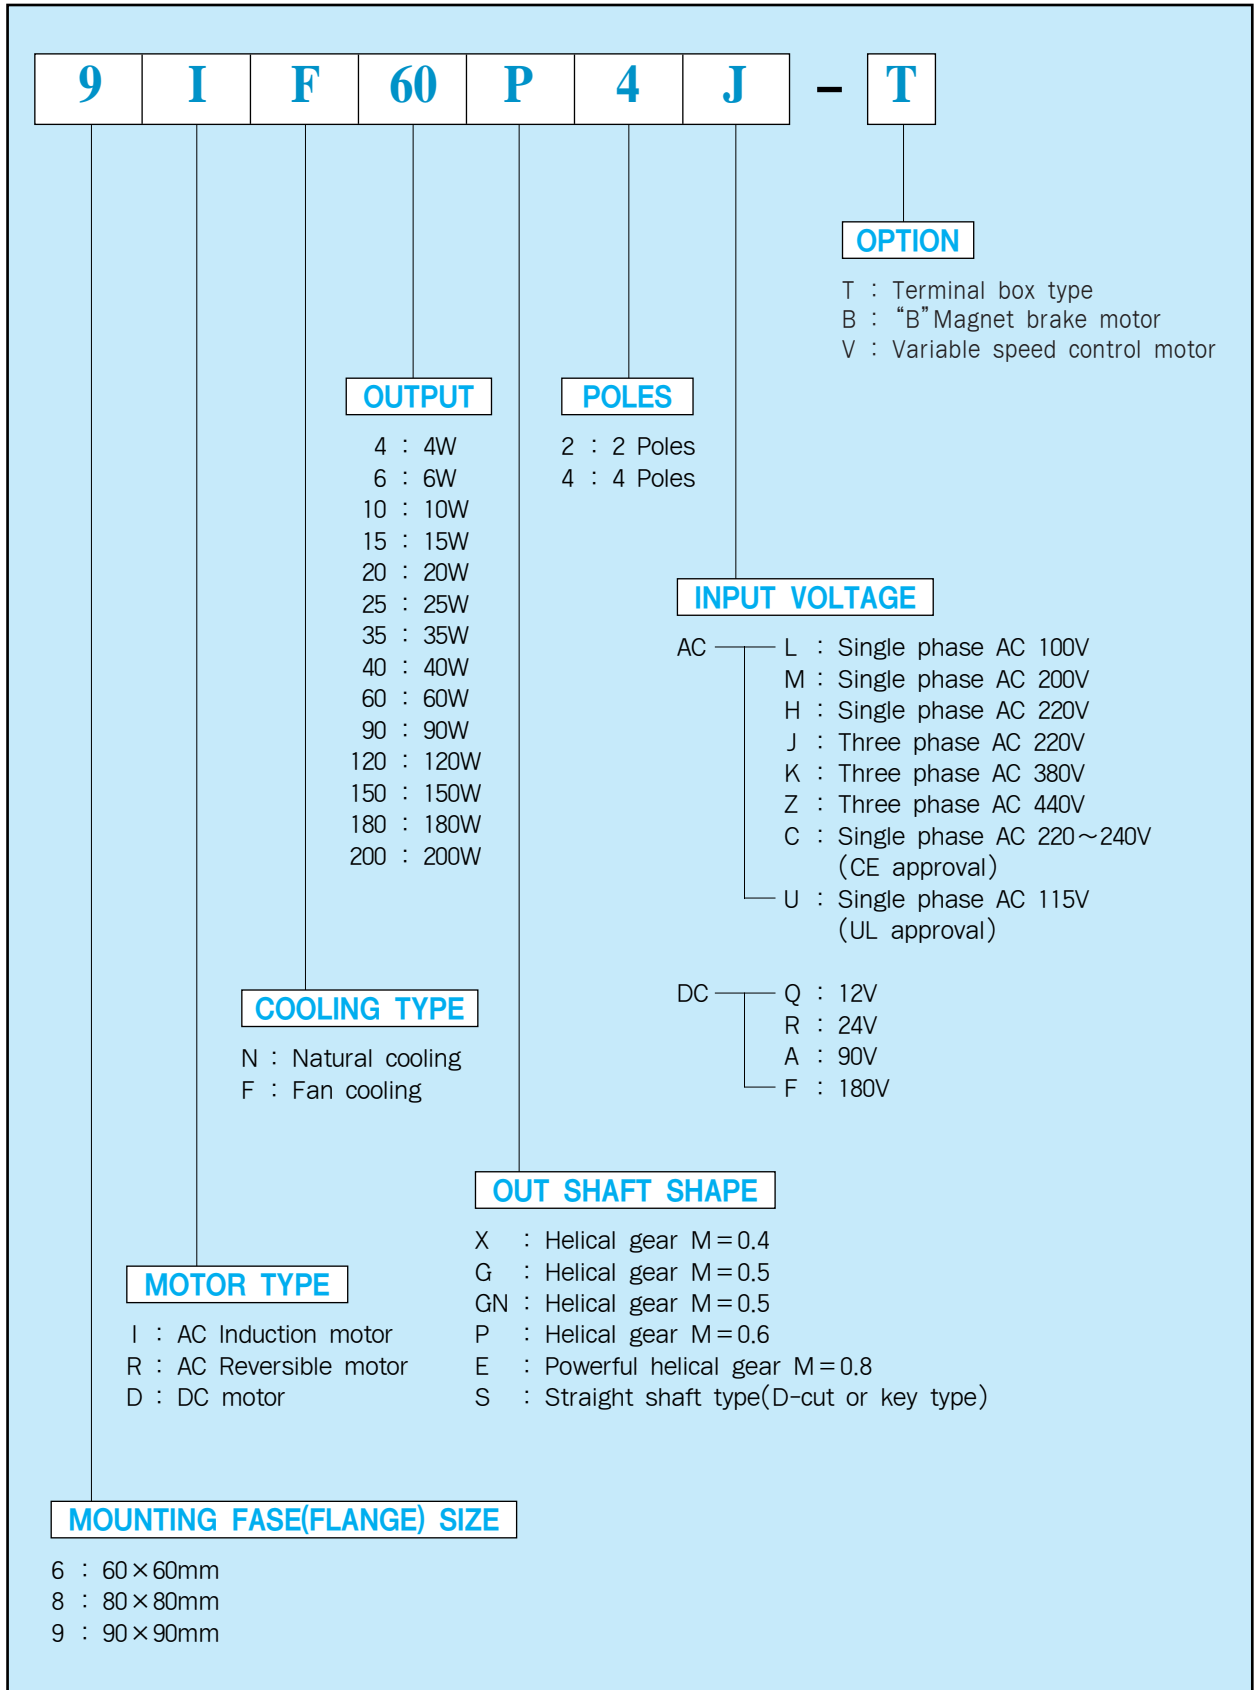 9 I F 60 P 4 J – T
OPTION
T : Terminal box type
B : “B”Magnet brake motor
V : Variable speed control motor
OUTPUT
4 : 4W
6 : 6W
10 : 10W
15 : 15W
20 : 20W
25 : 25W
35 : 35W
40 : 40W
60 : 60W
90 : 90W
120 : 120W
150 : 150W
180 : 180W
200 : 200W
POLES
2 : 2 Poles
4 : 4 Poles
INPUT VOLTAGE
AC L : Single phase AC 100V
M : Single phase AC 200V
H : Single phase AC 220V
J : Three phase AC 220V
K : Three phase AC 380V
Z : Three phase AC 440V
C : Single phase AC 220～240V
(CE approval)
U : Single phase AC 115V
(UL approval)
DC Q : 12V
R : 24V
A : 90V
F : 180V
COOLING TYPE
N : Natural cooling
F : Fan cooling
OUT SHAFT SHAPE
X : Helical gear M=0.4
G : Helical gear M=0.5
GN : Helical gear M=0.5
P : Helical gear M=0.6
E : Powerful helical gear M=0.8
S : Straight shaft type(D-cut or key type)
MOTOR TYPE
I : AC Induction motor
R : AC Reversible motor
D : DC motor
MOUNTING FASE(FLANGE) SIZE
6 : 60×60mm
8 : 80×80mm
9 : 90×90mm